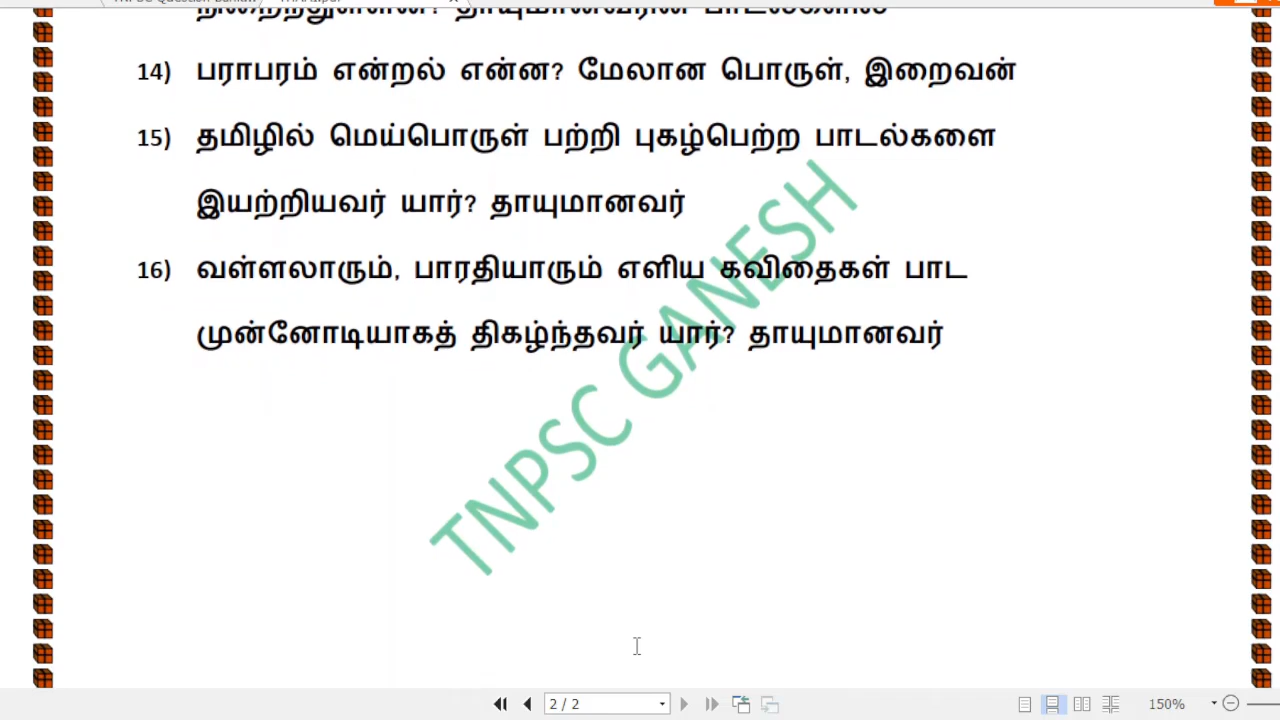 14) பராபரம் என்றல் என்ன? மேலான பொருள், இறைவன்
15) தமிழில் மெய்பொருள் பற்றி புகழ்பெற்ற பாடல்களை
இயற்றியவர் யார்? தாயுமானவர்
16) வள்ளலாரும், பாரதியாரும் எளிய கவிதைகள் பாட
முன்னோடியாகத் திகழ்ந்தவர் யார்? தாயுமானவர்
TNPSC GANESH
2 / 2
150%